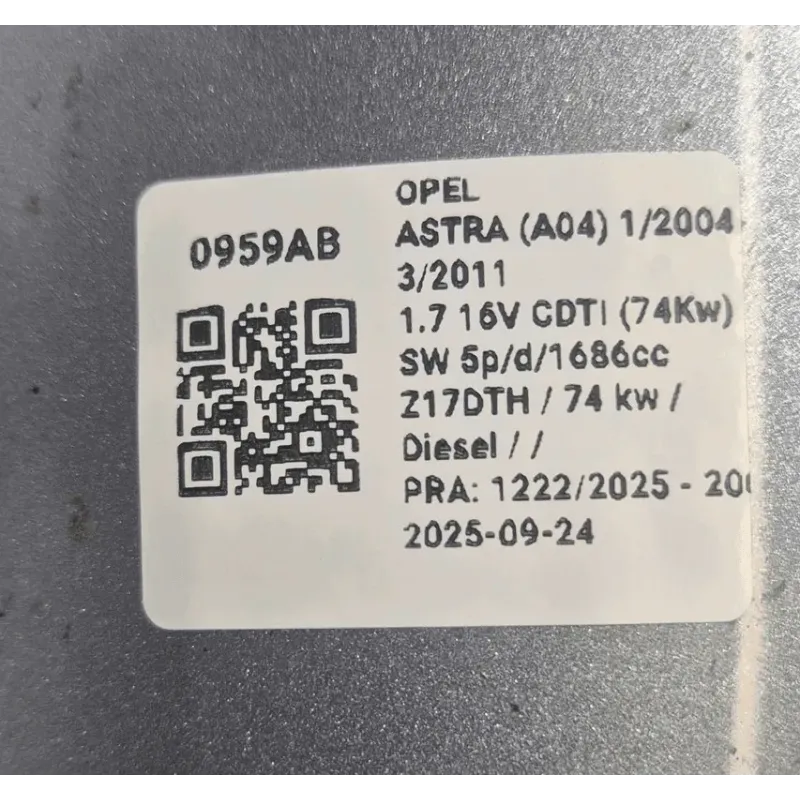 0959AB
OPEL
ASTRA (A04) 1/2004
3/2011
1.7 16V CDTI (74Kw)
SW 5p/d/1686cc
Z17DTH / 74 kw /
Diesel / /
PRA: 1222/2025 - 20
2025-09-24